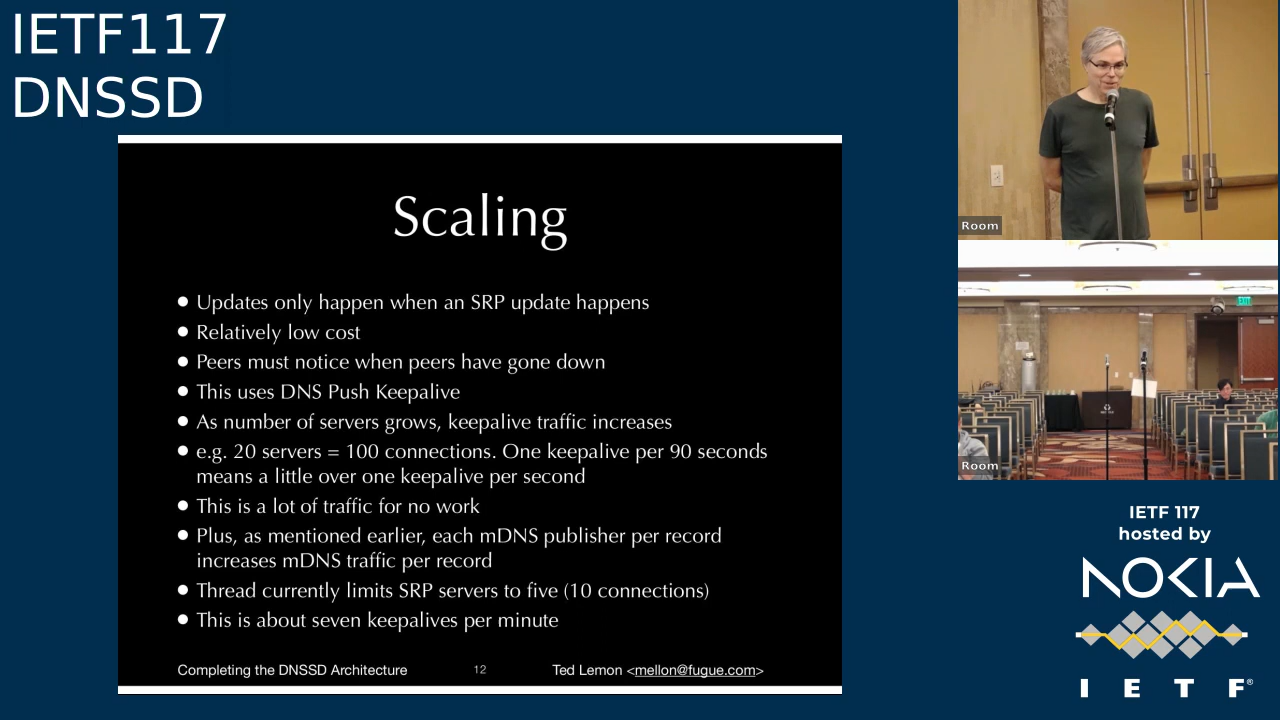 IETF117
DNSSD
Scaling
● Updates only happen when an SRP update happens
● Relatively low cost
● Peers must notice when peers have gone down
● This uses DNS Push Keepalive
● As number of servers grows, keepalive traffic increases
● e.g. 20 servers = 100 connections. One keepalive per 90 seconds
means a little over one keepalive per second
● This is a lot of traffic for no work
● Plus, as mentioned earlier, each mDNS publisher per record
increases mDNS traffic per record
● Thread currently limits SRP servers to five (10 connections)
● This is about seven keepalives per minute
Completing the DNSSD Architecture 12 Ted Lemon <mellon@fugue.com>
Room
EXIT
Room
IETF 117
hosted by
NOKIA
I E T F®